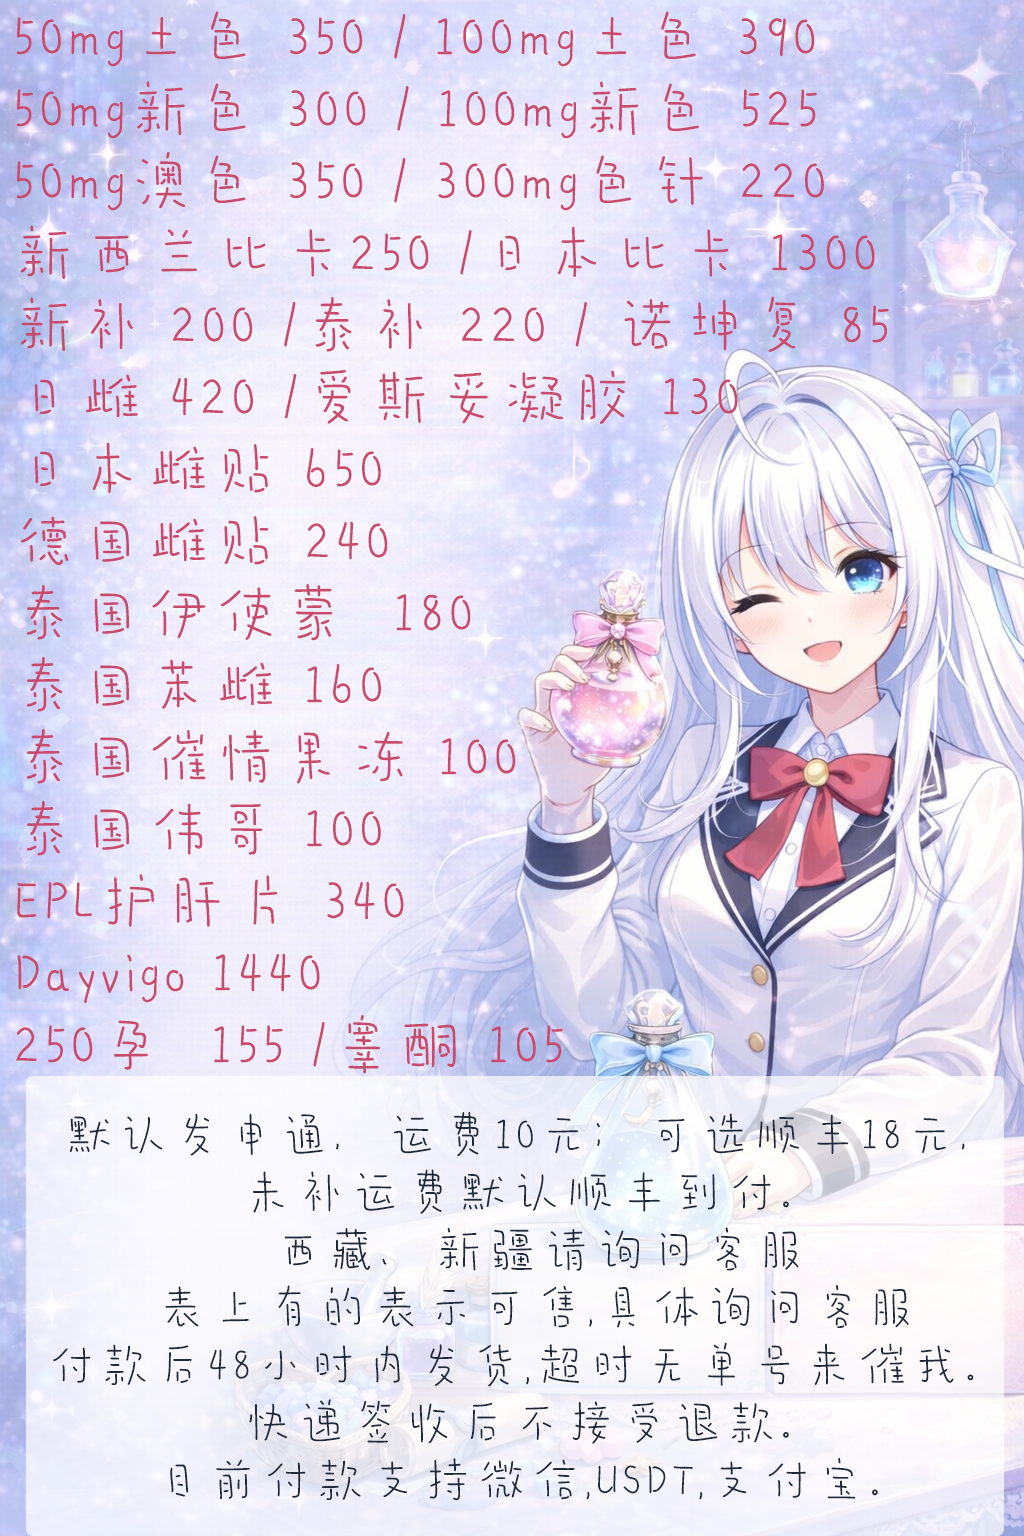 50mg土色 350 / 100mg土色 390
50mg新色 300 / 100mg新色 525
50mg澳色 350 / 300mg色针 220
新西兰比卡250 /日本比卡 1300
新补 200 /泰补 220 / 诺坤复 85
日雌 420 /爱斯妥凝胶 130
日本雌贴 650
德国雌贴 240
泰国伊使蒙 180
泰国苯雌 160
泰国催情果冻 100
泰国伟哥 100
EPL护肝片 340
Dayvigo 1440
250孕 155 /睾酮 105
默认发申通， 运费10元； 可选顺丰18元，
未补运费默认顺丰到付。
西藏、 新疆请询问客服
表上有的表示可售,具体询问客服
付款后48小时内发货,超时无单号来催我。
快递签收后不接受退款。
目前付款支持微信,USDT,支付宝。